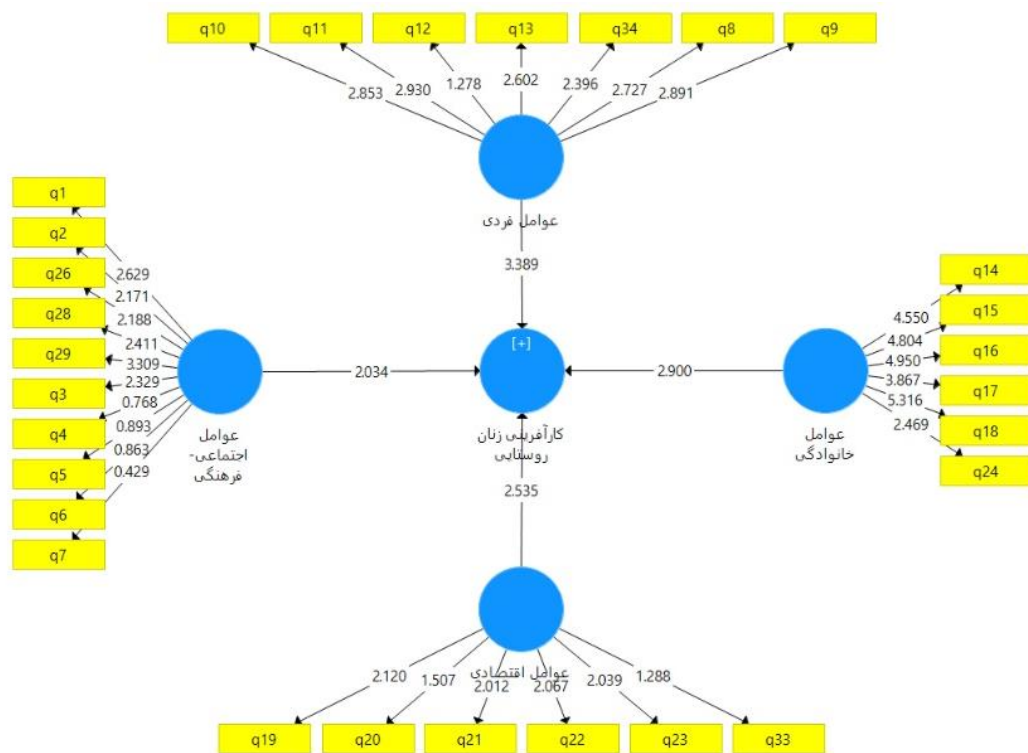 q10
q11
q12
q13
q34
q8
q9
2.853
2.930
1.278
2.602
2.396
2.727
2.891
عوامل فردی
3.389
q1
q2
q26
q28
q29
q3
q4
q5
q6
q7
2.629
2.171
2.188
2.411
3.309
2.329
0.768
0.893
0.863
0.429
عوامل
اجتماعی-
فرهنگی
2.034
[+]
کارآفرینی زنان
روستایی
2.900
عوامل
خانوادگی
4.550
4.804
4.950
3.867
5.316
2.469
q14
q15
q16
q17
q18
q24
2.535
عوامل اقتصادی
2.120
1.507
2.012
2.067
2.039
1.288
q19
q20
q21
q22
q23
q33